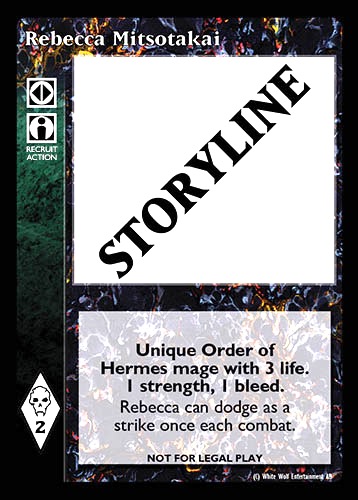 Rebecca Mitsotakai
RECRUIT
ACTION
STORYLINE
Unique Order of
Hermes mage with 3 life.
1 strength, 1 bleed.
Rebecca can dodge as a
strike once each combat.
2
NOT FOR LEGAL PLAY